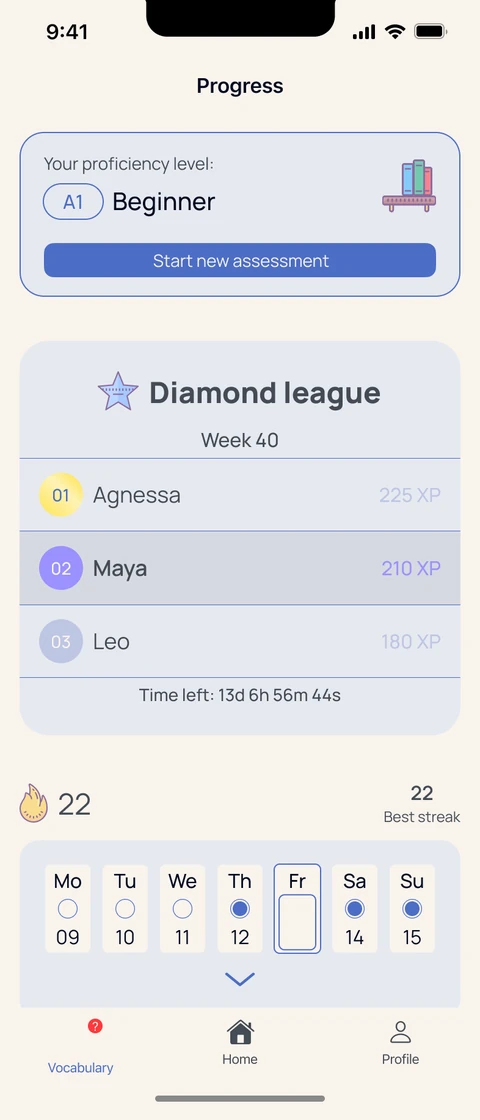 9:41
Progress
Your proficiency level:
A1 Beginner
Start new assessment
Diamond league
Week 40
01 Agnessa 225 XP
02 Maya 210 XP
03 Leo 180 XP
Time left: 13d 6h 56m 44s
22
22
Best streak
Mo Tu We Th Fr Sa Su
09 10 11 12 14 15
?
Vocabulary
Home
Profile